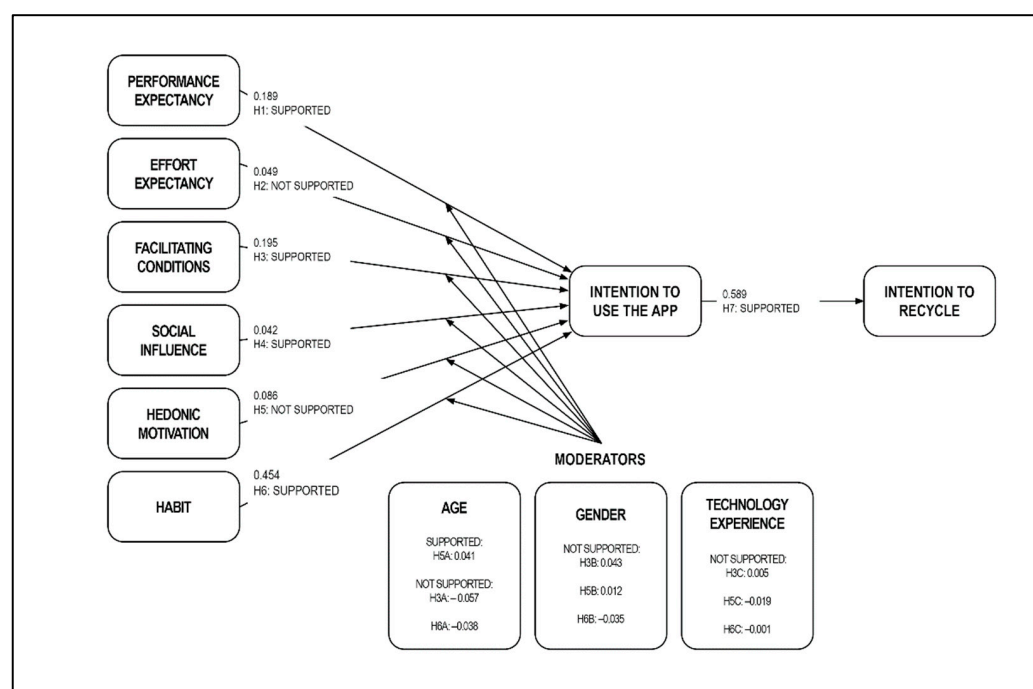 PERFORMANCE
EXPECTANCY
0.189
H1: SUPPORTED
EFFORT
EXPECTANCY
0.049
H2: NOT SUPPORTED
FACILITATING
CONDITIONS
0.195
H3: SUPPORTED
SOCIAL
INFLUENCE
0.042
H4: SUPPORTED
HEDONIC
MOTIVATION
0.086
H5: NOT SUPPORTED
HABIT
0.454
H6: SUPPORTED
INTENTION TO
USE THE APP
0.589
H7: SUPPORTED
INTENTION TO
RECYCLE
MODERATORS
AGE
SUPPORTED:
H5A: 0.041
NOT SUPPORTED:
H3A: –0.057
H6A: –0.038
GENDER
NOT SUPPORTED:
H3B: 0.043
H5B: 0.012
H6B: –0.035
TECHNOLOGY
EXPERIENCE
NOT SUPPORTED:
H3C: 0.005
H5C: –0.019
H6C: –0.001